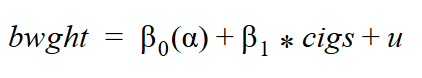 bwght = β₀(α) + β₁ * cigs + u